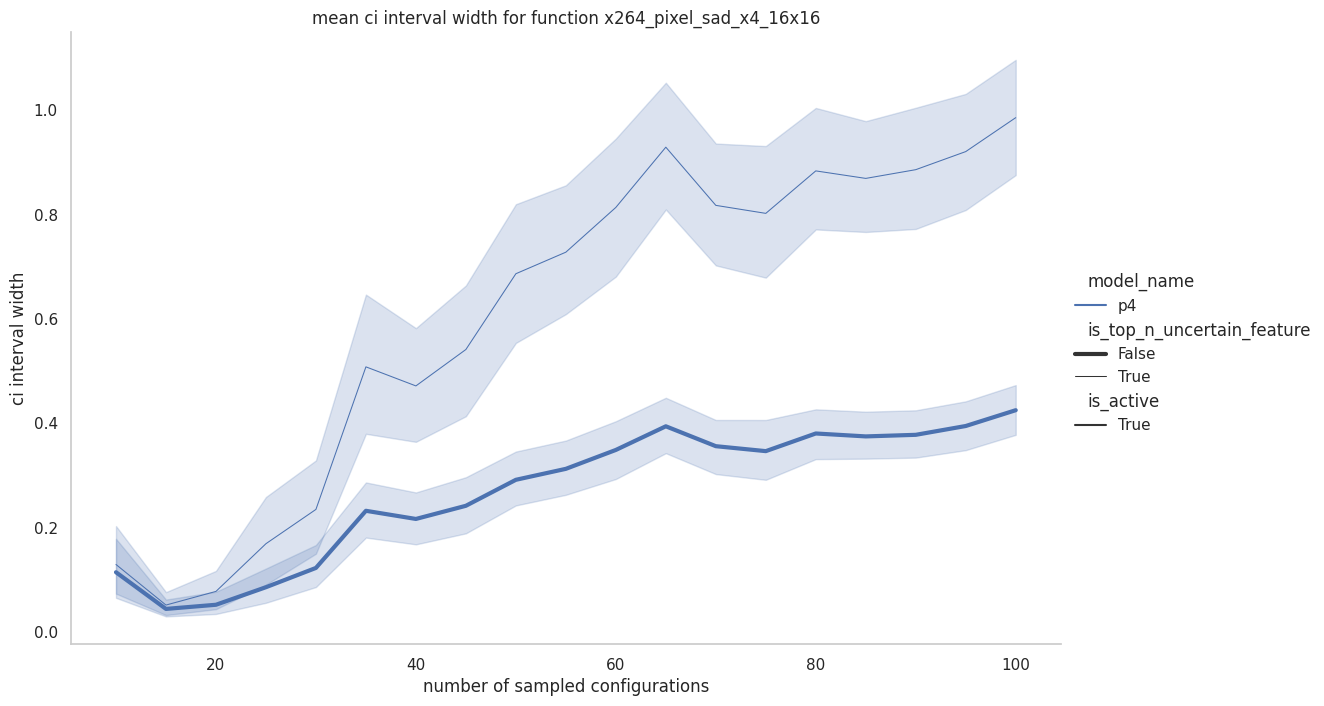 mean ci interval width for function x264_pixel_sad_x4_16x16
ci interval width
1.0
0.8
0.6
0.4
0.2
0.0
20
40
60
80
100
number of sampled configurations
model_name
p4
is_top_n_uncertain_feature
False
True
is_active
True